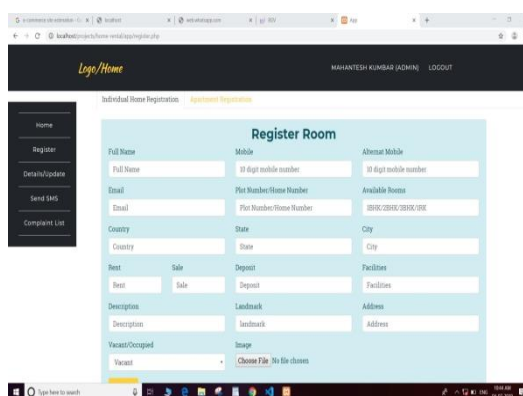 localhost
App
localhost/projects/home-rental/app/register.php
Logo/Home
MAHANTESH KUMBAR (ADMIN) LOGOUT
Individual Home Registration Apartment Registration
Home
Register
Details/Update
Send SMS
Complaint List
Register Room
Full Name Mobile Alternat Mobile
Full Name 10 digit mobile number 10 digit mobile number
Email Plot Number/Home Number Available Rooms
Email Plot Number/Home Number 1BHK/2BHK/3BHK/1RK
Country State City
Country State City
Rent Sale Deposit Facilities
Rent Sale Deposit Facilities
Description Landmark Address
Description landmark Address
Vacant/Occupied Image
Vacant Choose File No file chosen
Type here to search